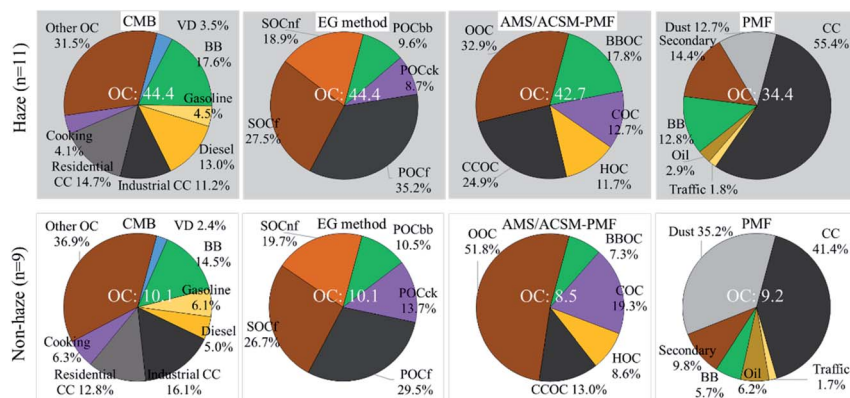 CMB
Other OC
31.5%
VD 3.5%
BB
17.6%
Gasoline
4.5%
Diesel
13.0%
Industrial CC 11.2%
Residential
CC 14.7%
Cooking
4.1%
OC: 44.4
EG method
SOCnf
18.9%
POCbb
9.6%
POCck
8.7%
POCf
35.2%
SOCf
27.5%
OC: 44.4
AMS/ACSM-PMF
OOC
32.9%
BBOC
17.8%
COC
12.7%
HOC
11.7%
CCOC
24.9%
OC: 42.7
PMF
Dust 12.7%
Secondary
14.4%
CC
55.4%
BB
12.8%
Oil
2.9%
Traffic 1.8%
OC: 34.4
Haze (n=11)
CMB
Other OC
36.9%
VD 2.4%
BB
14.5%
Gasoline
6.1%
Diesel
5.0%
Industrial CC
16.1%
Residential
CC 12.8%
Cooking
6.3%
OC: 10.1
EG method
SOCnf
19.7%
POCbb
10.5%
POCck
13.7%
POCf
29.5%
SOCf
26.7%
OC: 10.1
AMS/ACSM-PMF
OOC
51.8%
BBOC
7.3%
COC
19.3%
HOC
8.6%
CCOC 13.0%
OC: 8.5
PMF
Dust 35.2%
CC
41.4%
Secondary
9.8%
BB
5.7%
Oil
6.2%
Traffic
1.7%
OC: 9.2
Non-haze (n=9)